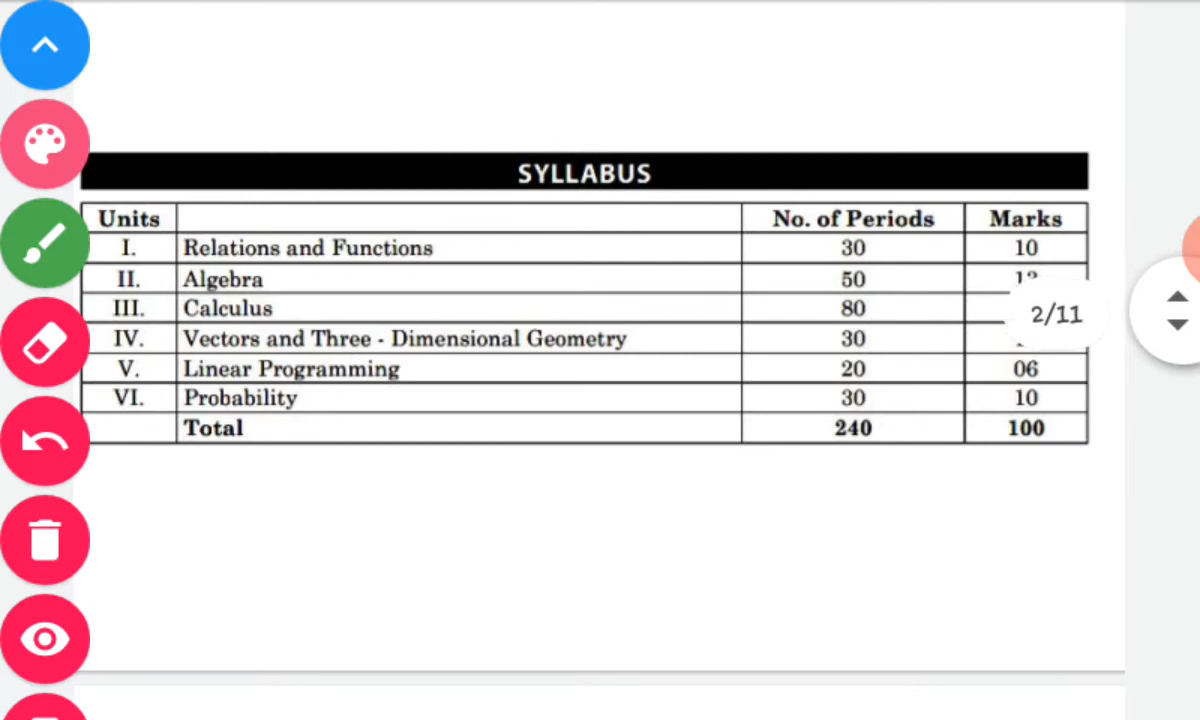 SYLLABUS
Units No. of Periods Marks
I. Relations and Functions 30 10
II. Algebra 50
III. Calculus 80
2/11
IV. Vectors and Three - Dimensional Geometry 30
V. Linear Programming 20 06
VI. Probability 30 10
Total 240 100